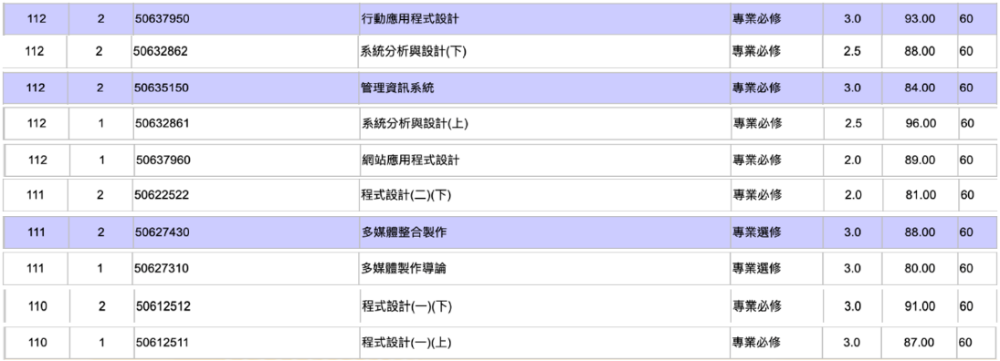 112 2 50637950 行動應用程式設計 專業必修 3.0 93.00 60
112 2 50632862 系統分析與設計(下) 專業必修 2.5 88.00 60
112 2 50635150 管理資訊系統 專業必修 3.0 84.00 60
112 1 50632861 系統分析與設計(上) 專業必修 2.5 96.00 60
112 1 50637960 網站應用程式設計 專業必修 2.0 89.00 60
111 2 50622522 程式設計(二)(下) 專業必修 2.0 81.00 60
111 2 50627430 多媒體整合製作 專業選修 3.0 88.00 60
111 1 50627310 多媒體製作導論 專業選修 3.0 80.00 60
110 2 50612512 程式設計(一)(下) 專業必修 3.0 91.00 60
110 1 50612511 程式設計(一)(上) 專業必修 3.0 87.00 60